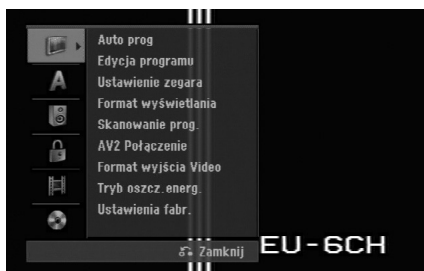 Auto prog
Edycja programu
Ustawienie zegara
Format wyświetlania
Skanowanie prog.
AV2 Połączenie
Format wyjścia Video
Tryb oszcz.energ.
Ustawienia fabr.
A
Zamknij
EU-6CH